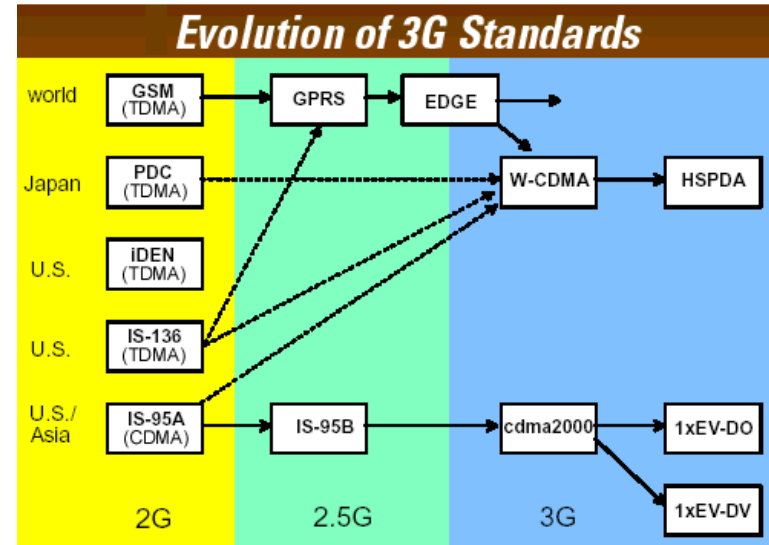 Evolution of 3G Standards
world
GSM
(TDMA)
GPRS
EDGE
Japan
PDC
(TDMA)
W-CDMA
HSPDA
U.S.
iDEN
(TDMA)
U.S.
IS-136
(TDMA)
U.S./
Asia
IS-95A
(CDMA)
IS-95B
cdma2000
1xEV-DO
1xEV-DV
2G
2.5G
3G